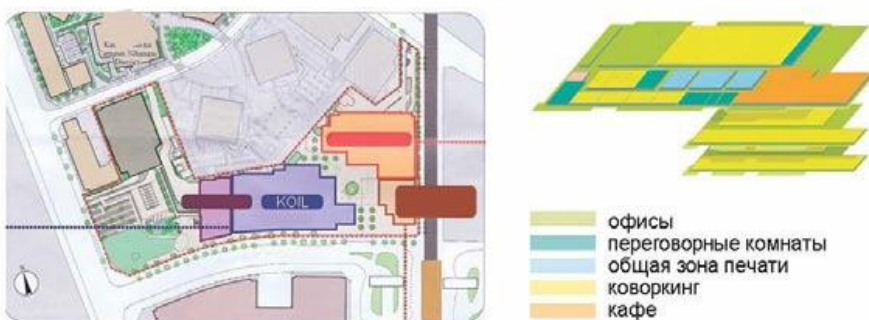 KOIL
офисы
переговорные комнаты
общая зона печати
коворкинг
кафе